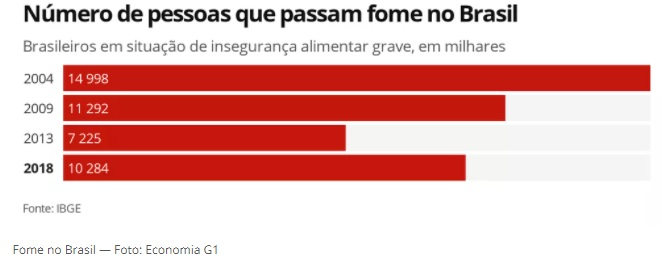 Número de pessoas que passam fome no Brasil
Brasileiros em situação de insegurança alimentar grave, em milhares
2004 14 998
2009 11 292
2013 7 225
2018 10 284
Fonte: IBGE
Fome no Brasil — Foto: Economia G1